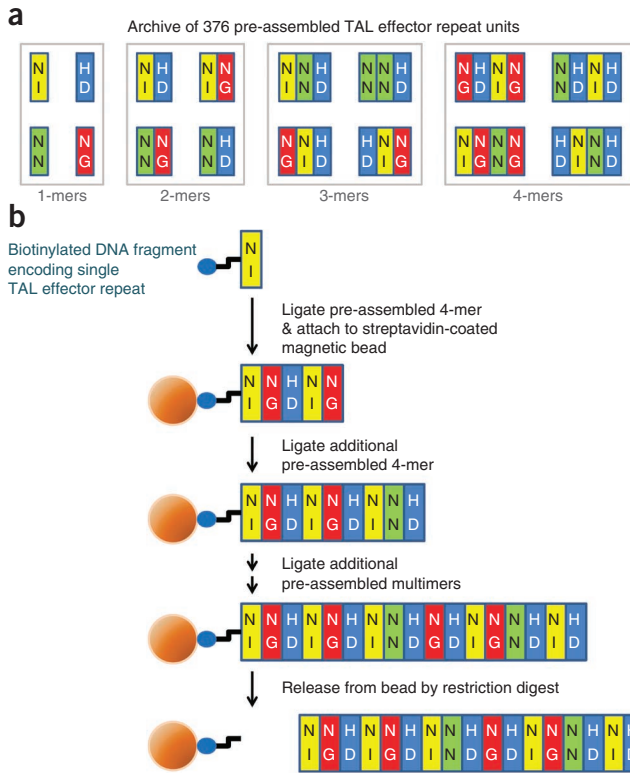 a
Archive of 376 pre-assembled TAL effector repeat units
N H N H N N N N H N N H N H N N N H N H
I D I D I G I N D N N D G D I G N D I D
N N N N N H N N H H N N N N N N H N N H
N G N G N D G I D D I G I G N G D I N D
1-mers 2-mers 3-mers 4-mers
b
Biotinylated DNA fragment
encoding single
TAL effector repeat
N
I
Ligate pre-assembled 4-mer
& attach to streptavidin-coated
magnetic bead
N N H N N
I G D I G
Ligate additional
pre-assembled 4-mer
N N H N N H N N H
I G D I G D I N D
Ligate additional
pre-assembled multimers
N N H N N H N N H N H N N N H N H
I G D I G D I N D G D I G N D I D
Release from bead by restriction digest
N N H N N H N N H N H N N N H N
I G D I G D I N D G D I G N D I